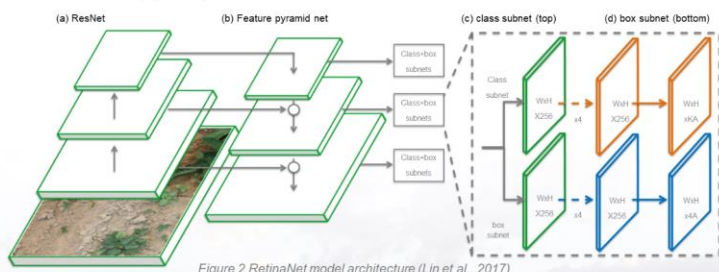 (a) ResNet
(b) Feature pyramid net
(c) class subnet (top)
(d) box subnet (bottom)
Class+box
subnets
Class+box
subnets
Class+box
subnets
Class
subnet
WxH
X256
x4
WxH
X256
WxH
xKA
box
subnet
WxH
X256
x4
WxH
X256
WxH
x4A
Figure 2 RetinaNet model architecture (Lin et al., 2017)